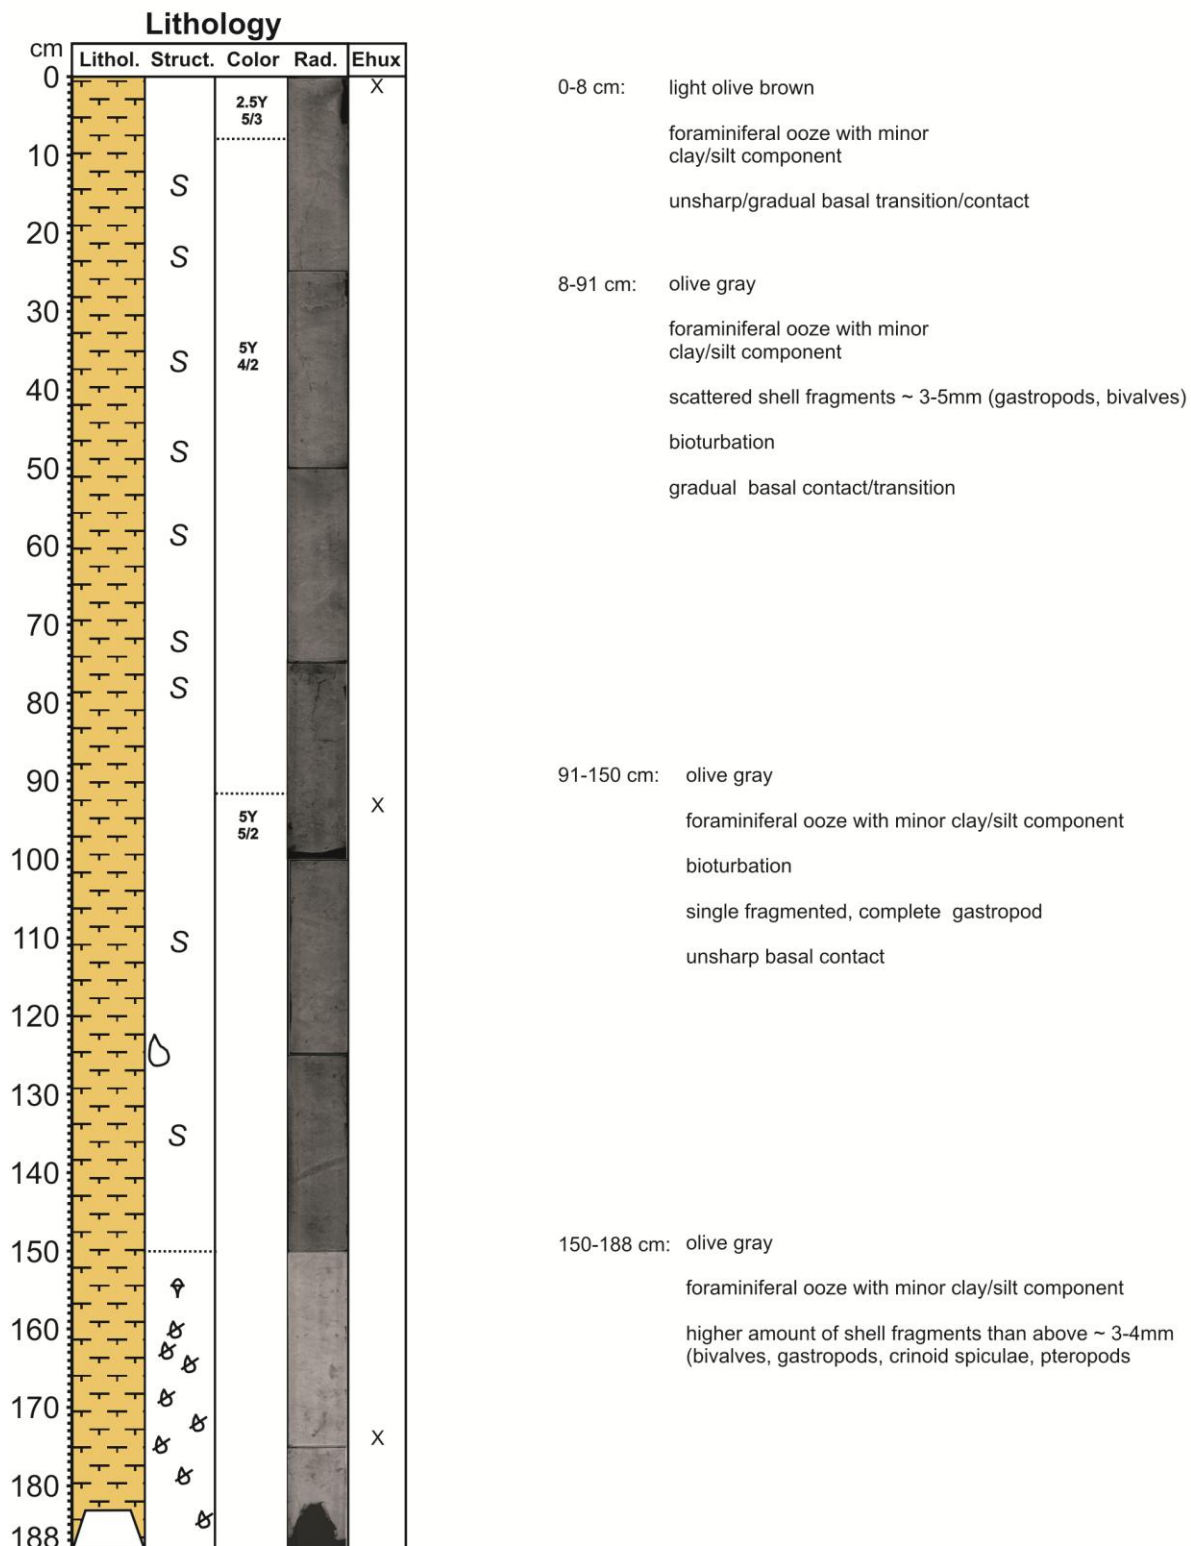 Lithology
cm
Lithol. Struct. Color Rad. Ehux
0
10
20
30
40
50
60
70
80
90
100
110
120
130
140
150
160
170
180
188
S
S
S
S
S
S
S
S
S
2.5Y
5/3
5Y
4/2
5Y
5/2
X
X
X
0-8 cm: light olive brown
foraminiferal ooze with minor
clay/silt component
unsharp/gradual basal transition/contact
8-91 cm: olive gray
foraminiferal ooze with minor
clay/silt component
scattered shell fragments ~ 3-5mm (gastropods, bivalves)
bioturbation
gradual basal contact/transition
91-150 cm: olive gray
foraminiferal ooze with minor clay/silt component
bioturbation
single fragmented, complete gastropod
unsharp basal contact
150-188 cm: olive gray
foraminiferal ooze with minor clay/silt component
higher amount of shell fragments than above ~ 3-4mm
(bivalves, gastropods, crinoid spiculae, pteropods